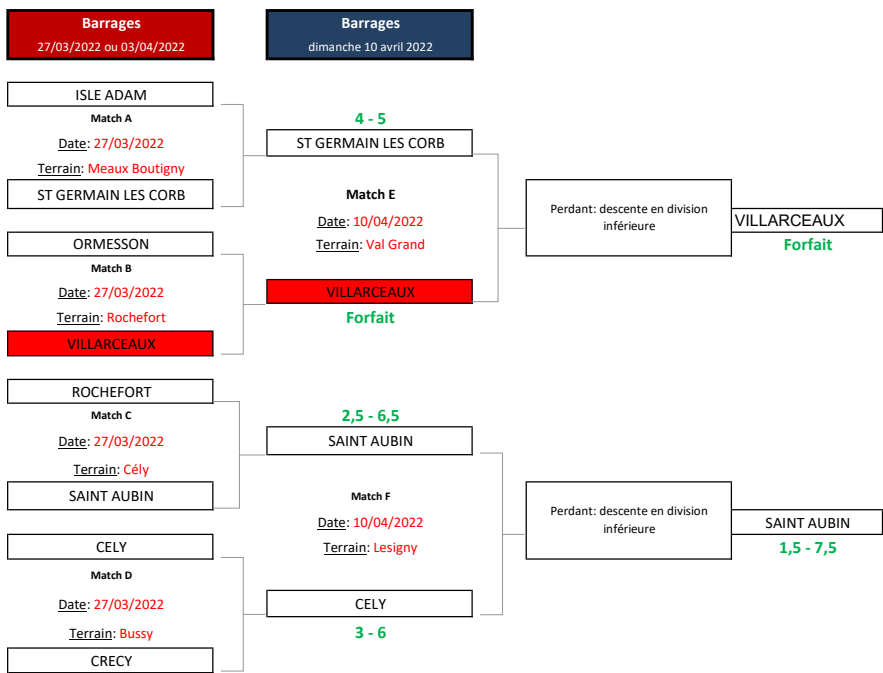 Barrages
27/03/2022 ou 03/04/2022
Barrages
dimanche 10 avril 2022
ISLE ADAM
Match A
Date: 27/03/2022
Terrain: Meaux Boutigny
ST GERMAIN LES CORB
4 - 5
ST GERMAIN LES CORB
Match E
Date: 10/04/2022
Terrain: Val Grand
VILLARCEAUX
Forfait
Perdant: descente en division
inférieure
VILLARCEAUX
Forfait
ORMESSON
Match B
Date: 27/03/2022
Terrain: Rochefort
VILLARCEAUX
ROCHEFORT
Match C
Date: 27/03/2022
Terrain: Cély
SAINT AUBIN
2,5 - 6,5
SAINT AUBIN
Match F
Date: 10/04/2022
Terrain: Lesigny
CELY
3 - 6
Perdant: descente en division
inférieure
SAINT AUBIN
1,5 - 7,5
CELY
Match D
Date: 27/03/2022
Terrain: Bussy
CRECY